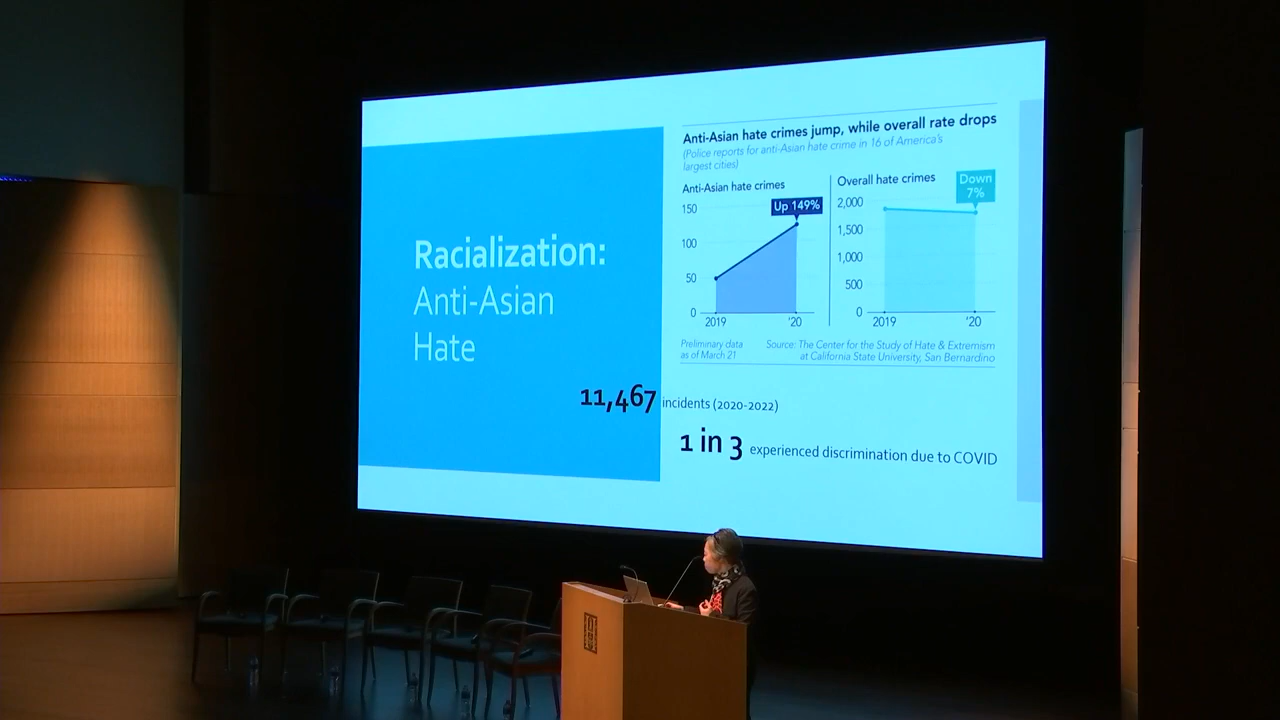 Racialization:
Anti-Asian
Hate
Anti-Asian hate crimes jump, while overall rate drops
(Police reports for anti-Asian hate crime in 16 of America's
largest cities)
Anti-Asian hate crimes
Up 149%
150
100
50
0
2019
'20
Overall hate crimes
Down
7%
2,000
1,500
1,000
500
0
2019
'20
Preliminary data
as of March 21
Source: The Center for the Study of Hate & Extremism
at California State University, San Bernardino
11,467 incidents (2020-2022)
1 in 3 experienced discrimination due to COVID